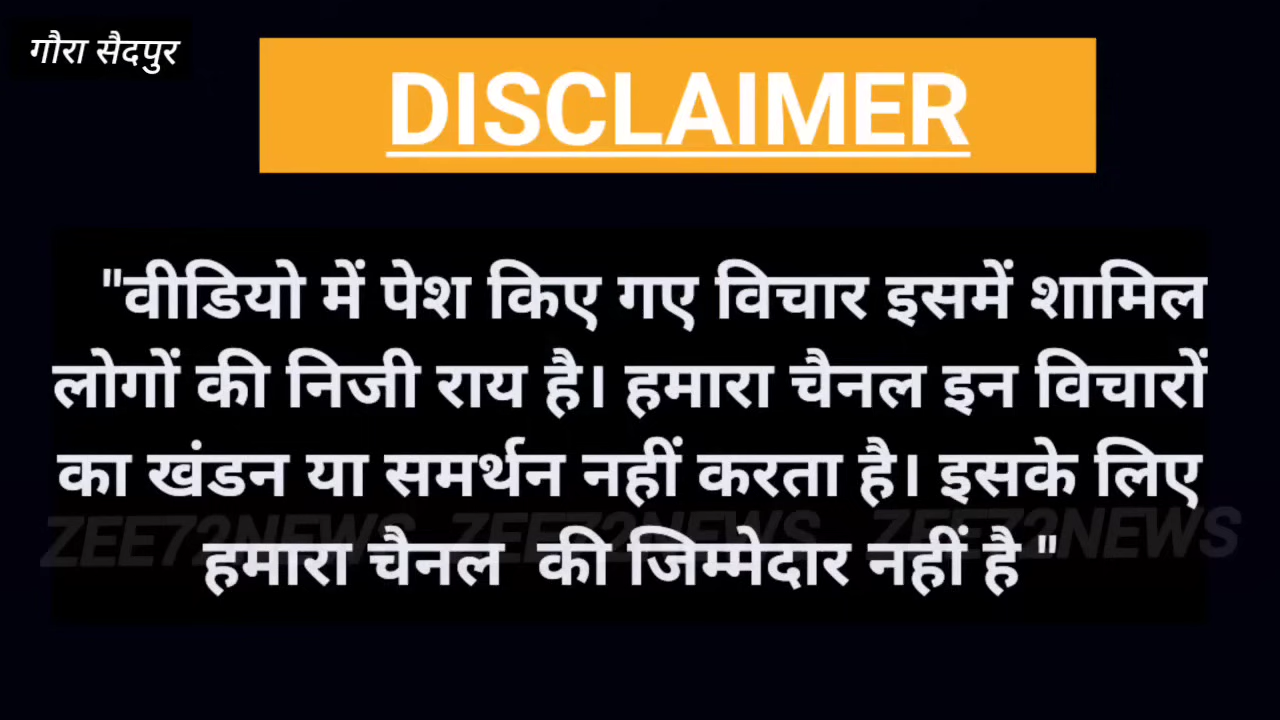 गौरा सैदपुर
DISCLAIMER
"वीडियो में पेश किए गए विचार इसमें शामिल
लोगों की निजी राय है। हमारा चैनल इन विचारों
का खंडन या समर्थन नहीं करता है। इसके लिए
ZEE72NEWS ZEE72NEWS ZEE72NEWS
हमारा चैनल की जिम्मेदार नहीं है "